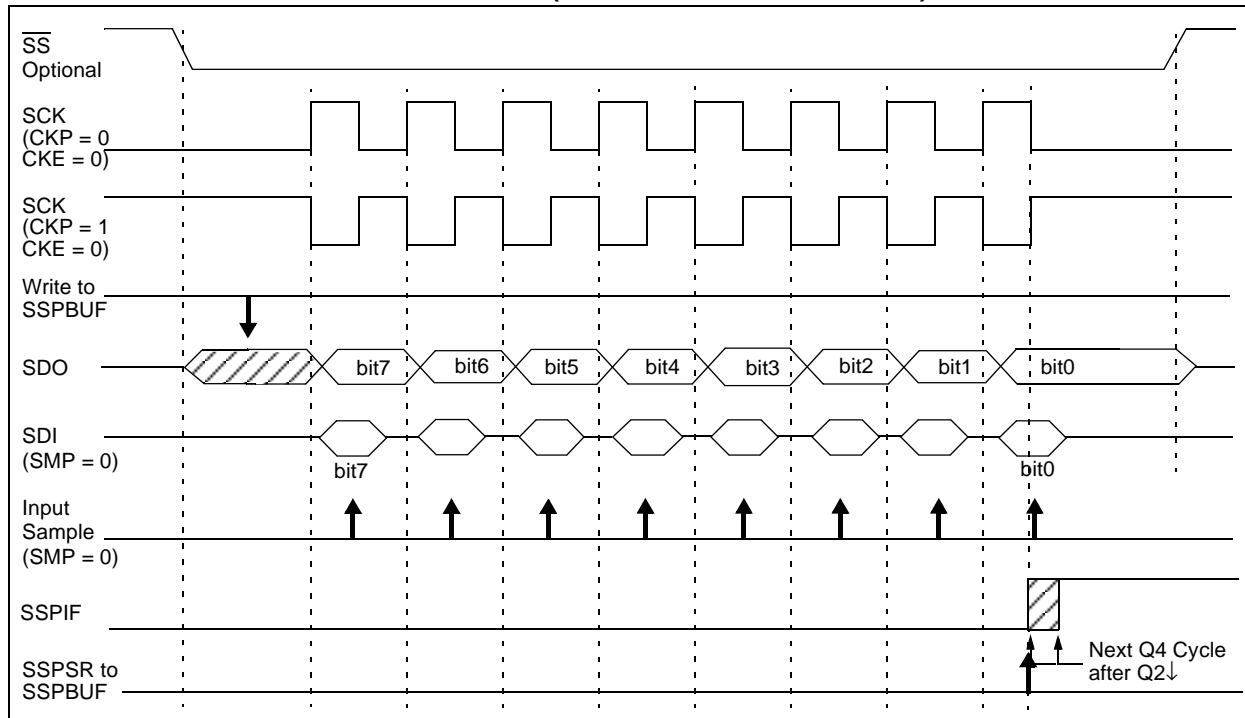 SS
Optional
SCK
(CKP = 0
CKE = 0)
SCK
(CKP = 1
CKE = 0)
Write to
SSPBUF
SDO
bit7 bit6 bit5 bit4 bit3 bit2 bit1 bit0
SDI
(SMP = 0)
bit7 bit0
Input
Sample
(SMP = 0)
SSPIF
Next Q4 Cycle
after Q2↓
SSPSR to
SSPBUF